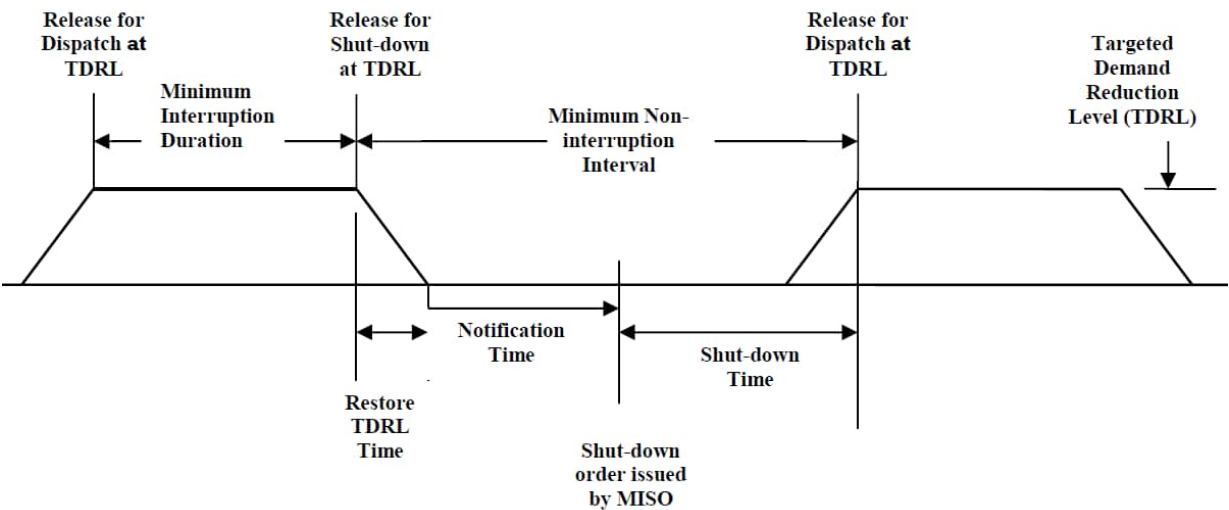 Release for
Dispatch at
TDRL
Release for
Shut-down
at TDRL
Release for
Dispatch at
TDRL
Targeted
Demand
Reduction
Level (TDRL)
Minimum
Interruption
Duration
Minimum Non-
interruption
Interval
Notification
Time
Shut-down
Time
Restore
TDRL
Time
Shut-down
order issued
by MISO